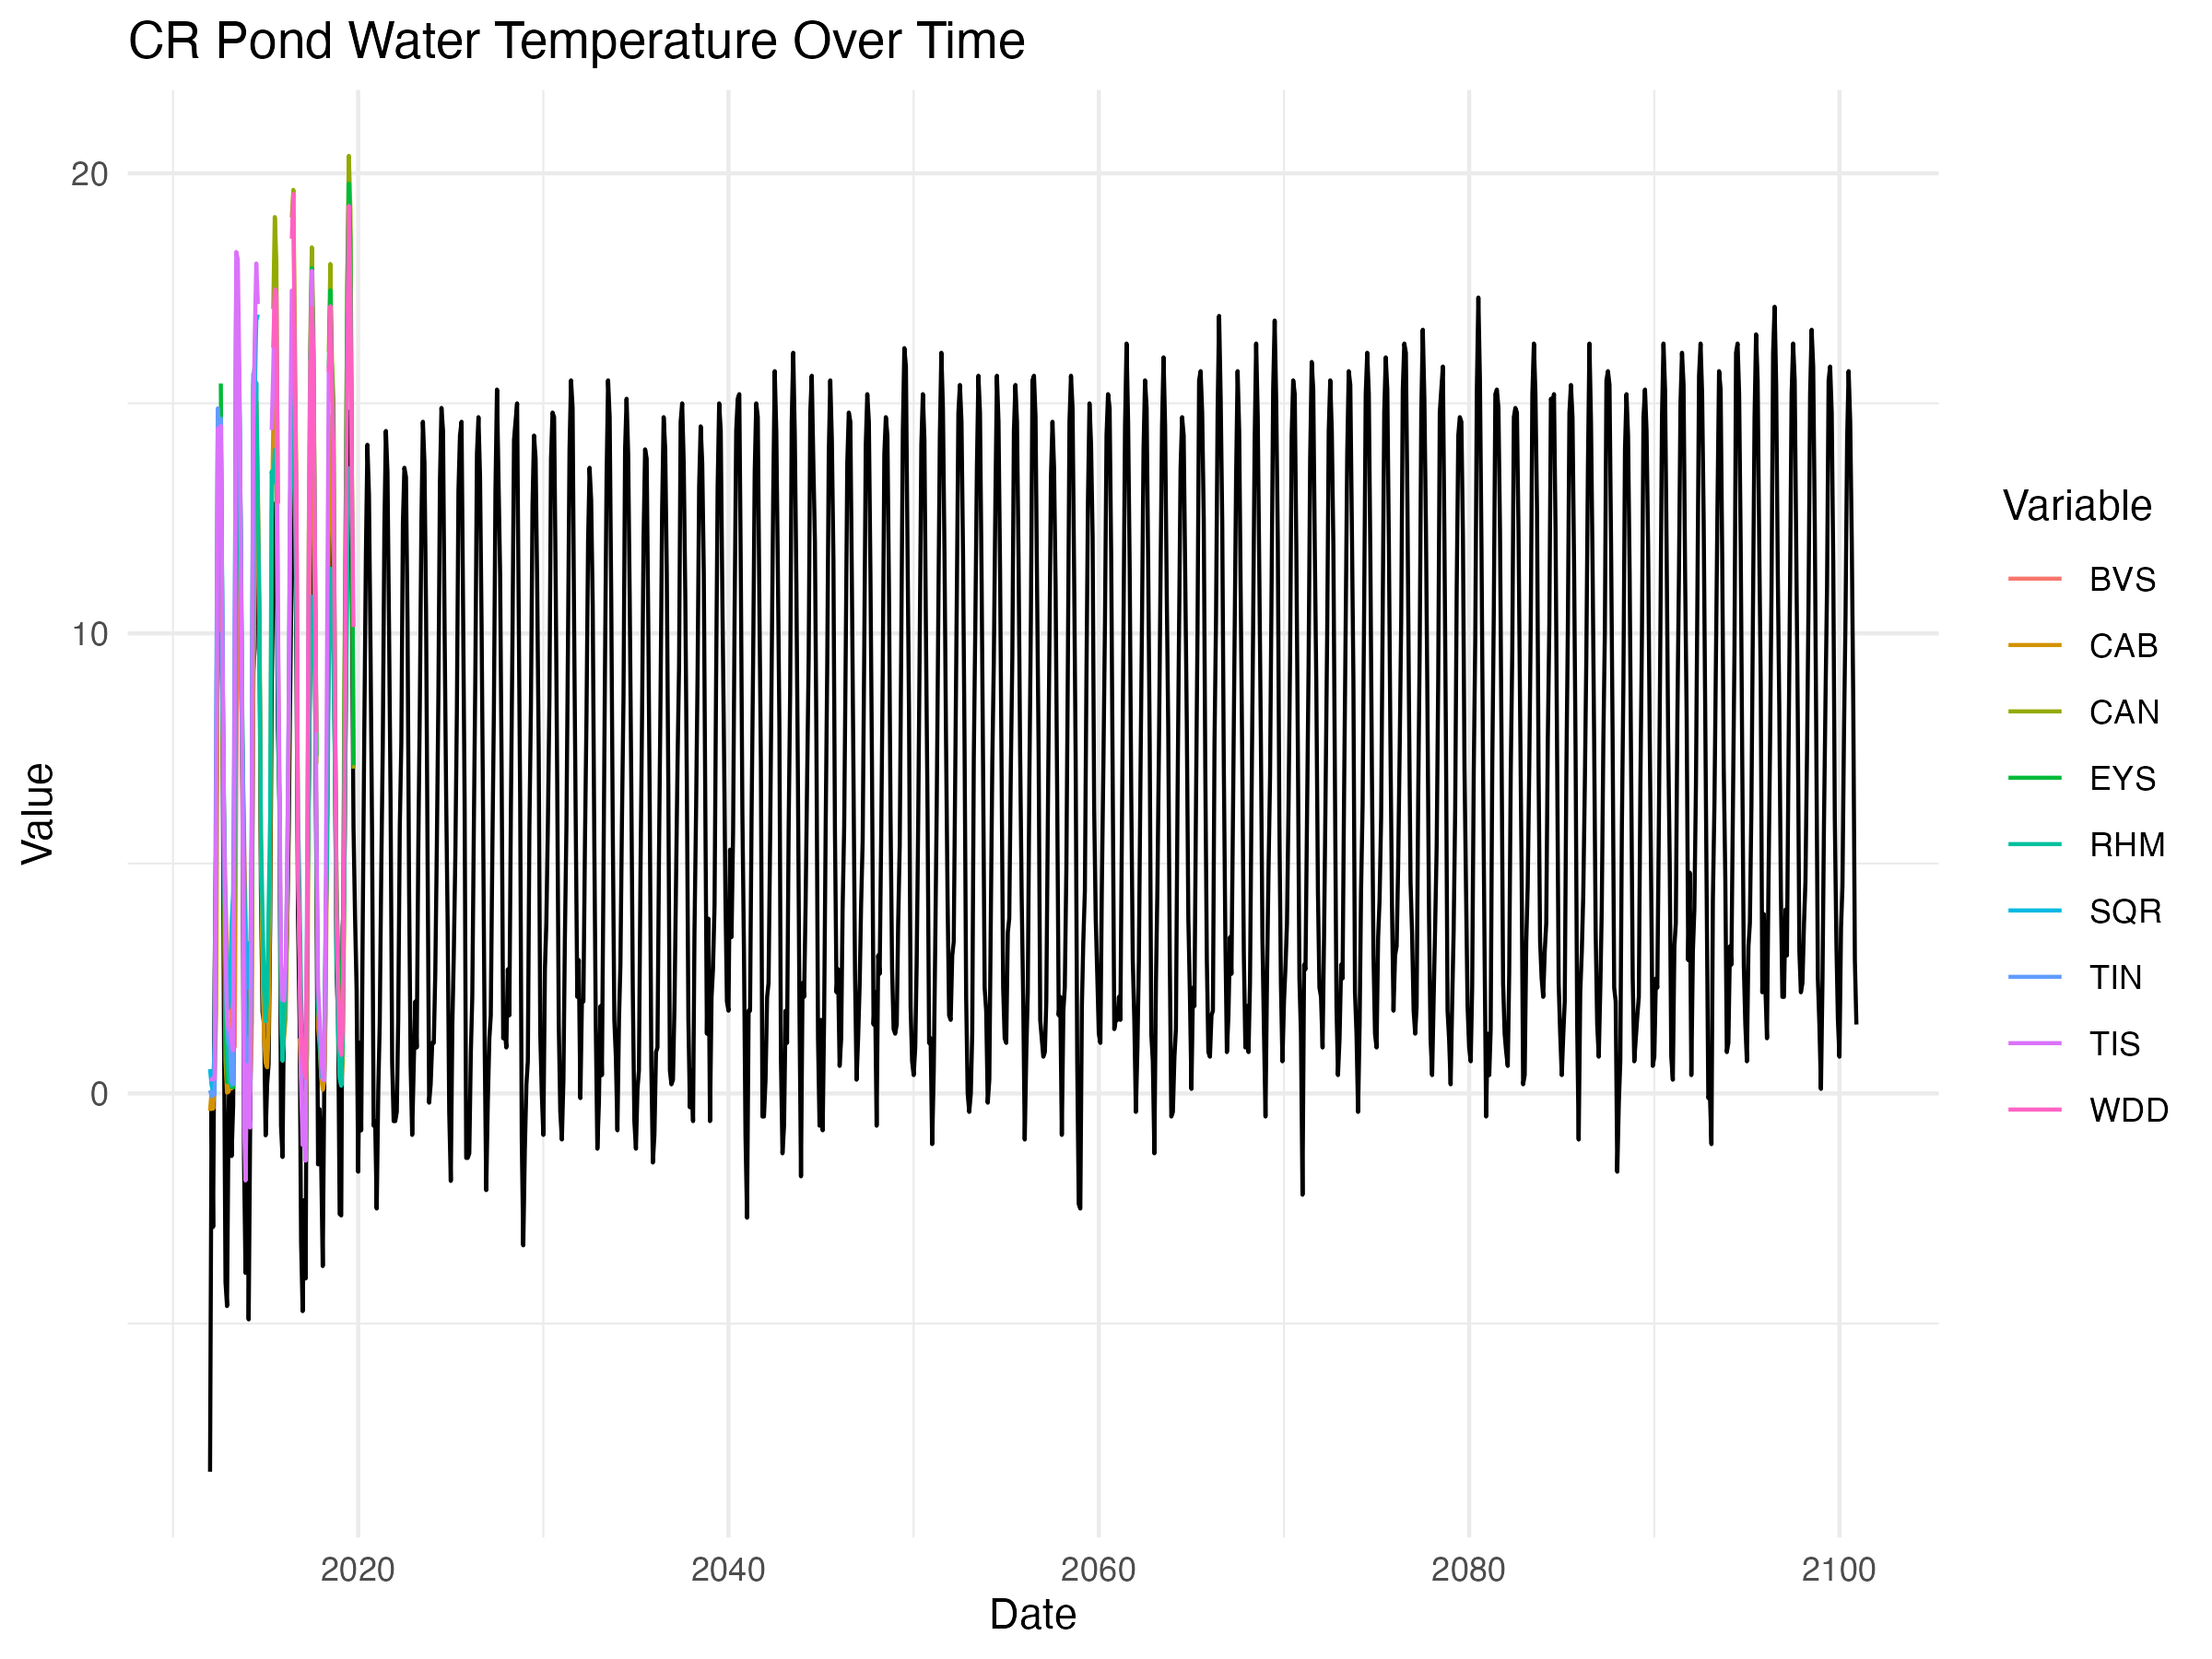 CR Pond Water Temperature Over Time
20
10
0
Value
2020
2040
2060
2080
2100
Date
Variable
BVS
CAB
CAN
EYS
RHM
SQR
TIN
TIS
WDD